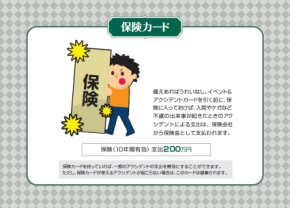 保険カード
保険
備えあればうれいなし。イベント&
アクシデントカードを引く前に、保
険に入っておけば、入院やケガなど
不慮の出来事が起きたときのアク
シデントによる支出は、保険会社
から保険金として支払われます。
保険（10年間有効）支出200万円
保険カードを持っていれば、一部のアクシデントの支出を無料にすることができます。
ただし、保険カードが使えるアクシデントが起こらない場合は、このカードは破棄されます。